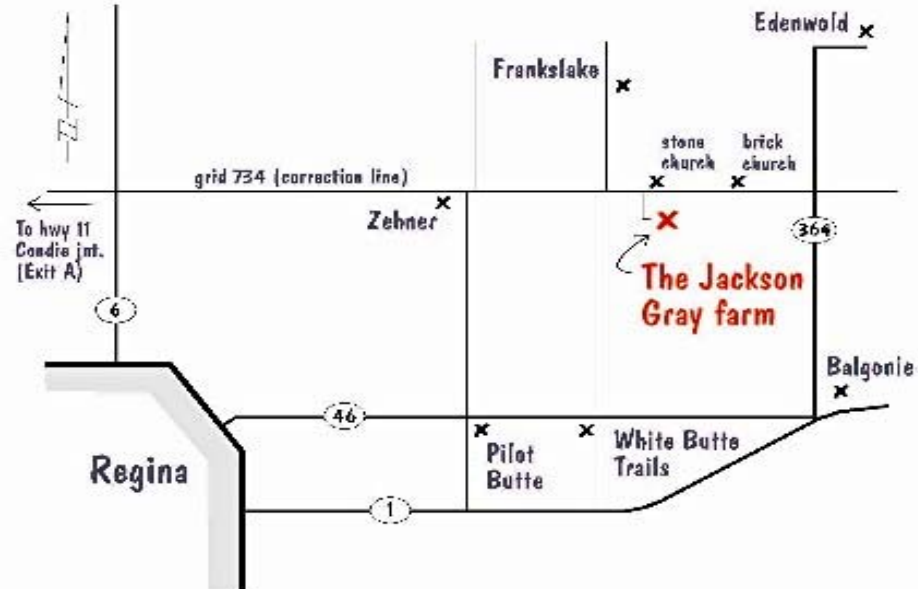 Edenwold
Frankslake
stone
church
brick
church
grid 734 (correction line)
Zehner
To hwy 11
Condie jnt.
(Exit A)
364
The Jackson
Gray farm
6
Balgonie
46
Pilot
Butte
White Butte
Trails
Regina
1
N